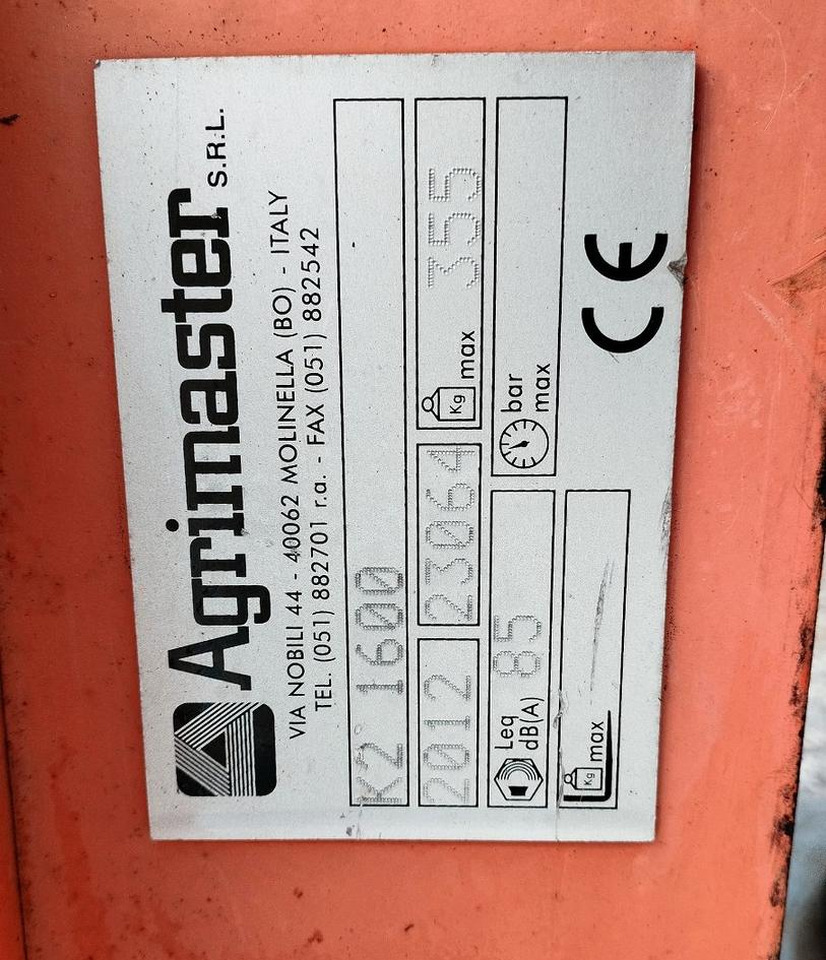 Agrimaster S.R.L.
VIA NOBILI 44 - 40062 MOLINELLA (BO) - ITALY
TEL. (051) 882701 r.a. - FAX (051) 882542
K2 1600
2012 23064 Kg max 355
Leq dB(A) 85 bar max
Kg max
CE